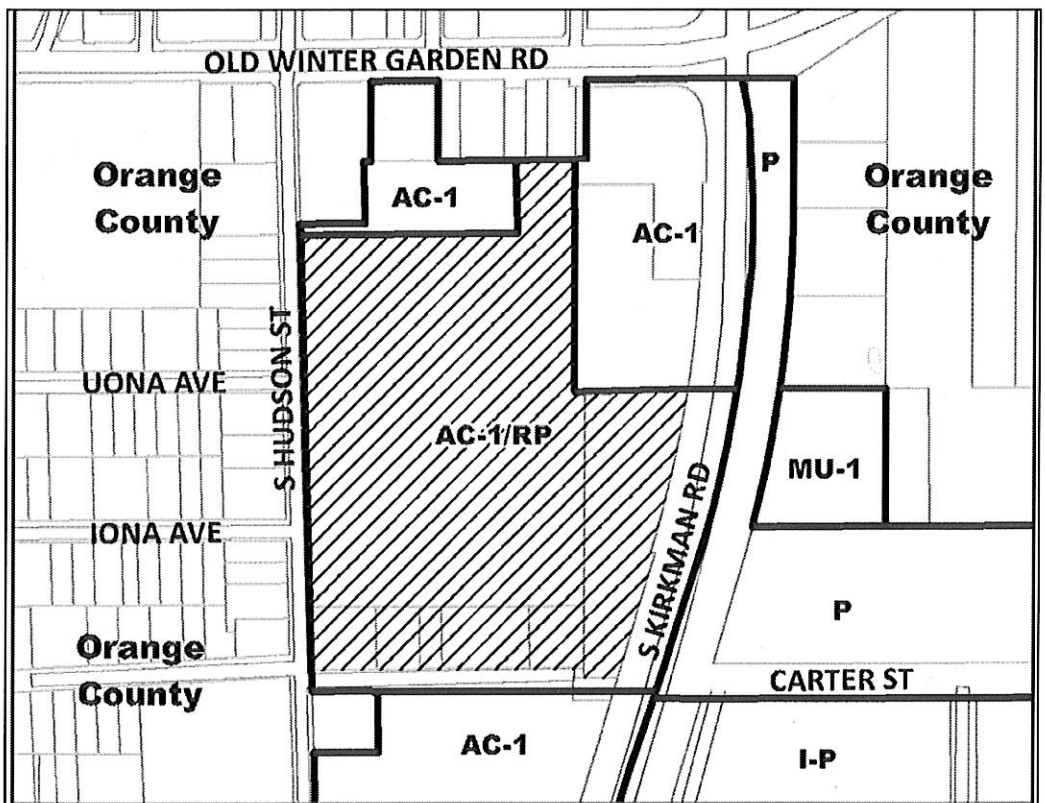 OLD WINTER GARDEN RD
Orange
County
AC-1
AC-1
P
Orange
County
S HUDSON ST
UONA AVE
AC-1/RP
MU-1
IONA AVE
S KIRKMAN RD
P
Orange
County
CARTER ST
AC-1
I-P